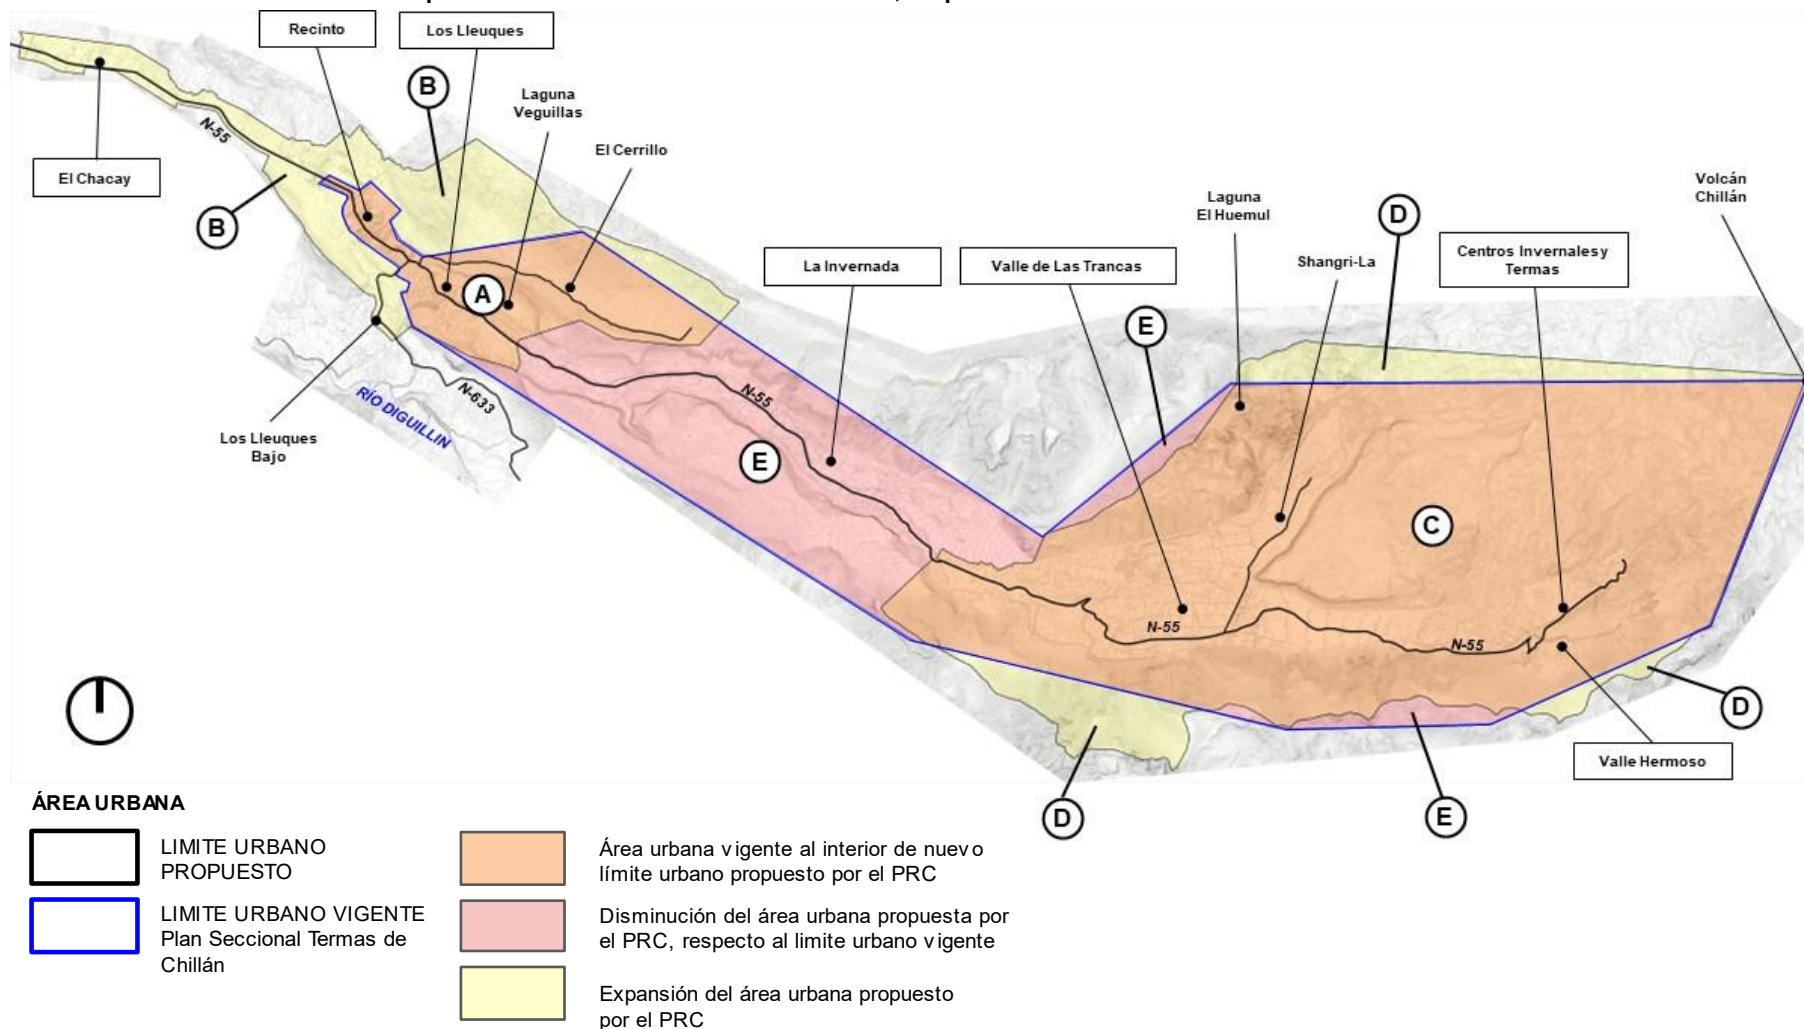 Recinto
Los Lleuques
B
Laguna
Veguillas
El Cerrillo
N-55
El Chacay
B
A
Los Lleuques
Bajo
N-633
RÍO DIGUILLIN
La Invernada
N-55
E
Valle de Las Trancas
E
Laguna
El Huemul
Shangri-La
D
Centros Invernales y
Termas
Volcán
Chillán
C
N-55
N-55
D
D
E
Valle Hermoso
ÁREA URBANA
LIMITE URBANO
PROPUESTO
LIMITE URBANO VIGENTE
Plan Seccional Termas de
Chillán
Área urbana vigente al interior de nuevo
límite urbano propuesto por el PRC
Disminución del área urbana propuesta por
el PRC, respecto al limite urbano vigente
Expansión del área urbana propuesto
por el PRC